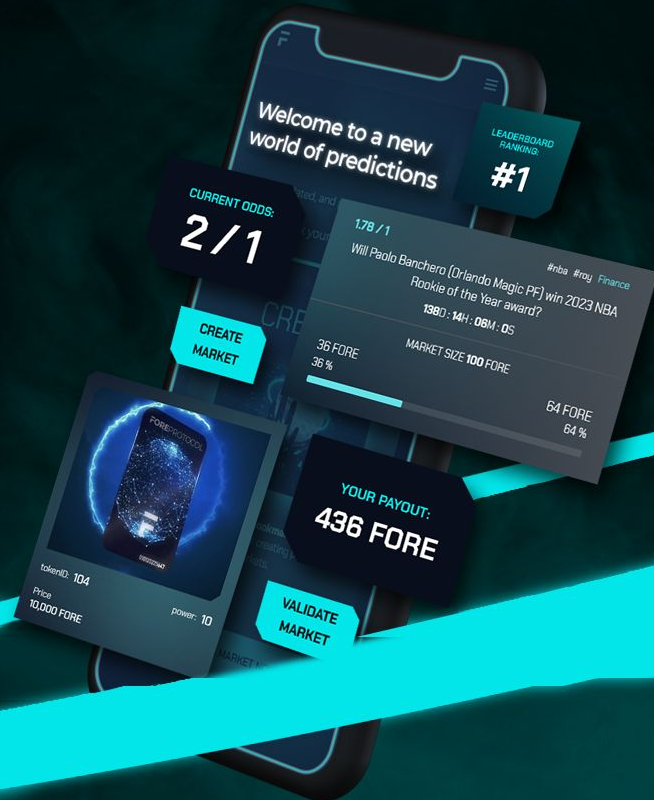 Welcome to a new
world of predictions
LEADERBOARD
RANKING:
#1
CURRENT ODDS:
2/1
1.78 / 1
#nba #roy Finance
Will Paolo Banchero (Orlando Magic PF) win 2023 NBA
Rookie of the Year award?
138D : 14H : 06M : 0S
MARKET SIZE 100 FORE
36 FORE
36 %
64 FORE
64 %
CREATE
MARKET
FOREPROTOCOL
tokenID: 104
power: 10
Price
10,000 FORE
YOUR PAYOUT:
436 FORE
VALIDATE
MARKET